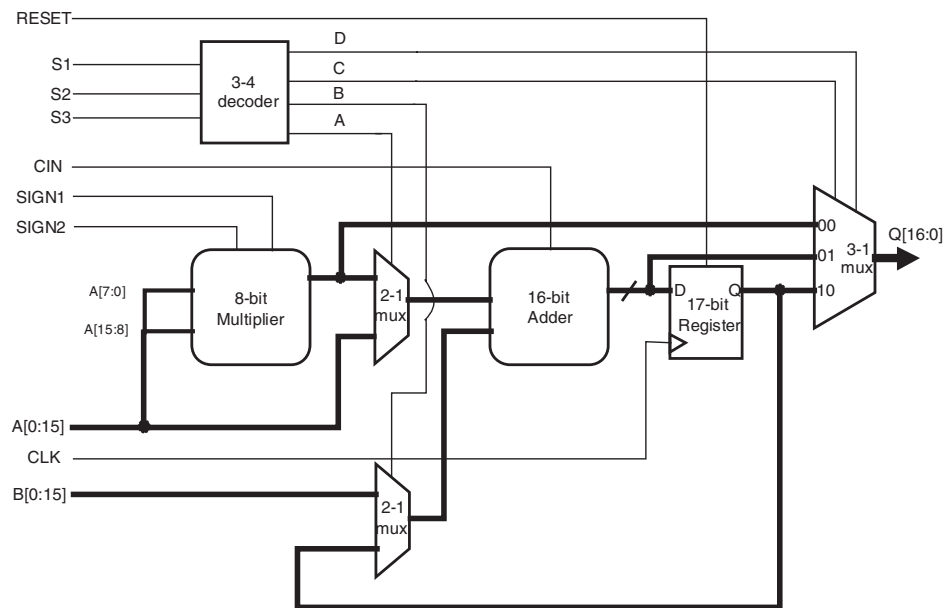 RESET
D
S1
3-4
decoder
C
S2
B
S3
A
CIN
SIGN1
SIGN2
00
Q[16:0]
01
3-1
mux
A[7:0]
8-bit
Multiplier
2-1
mux
16-bit
Adder
D
Q
17-bit
Register
10
A[15:8]
A[0:15]
CLK
B[0:15]
2-1
mux